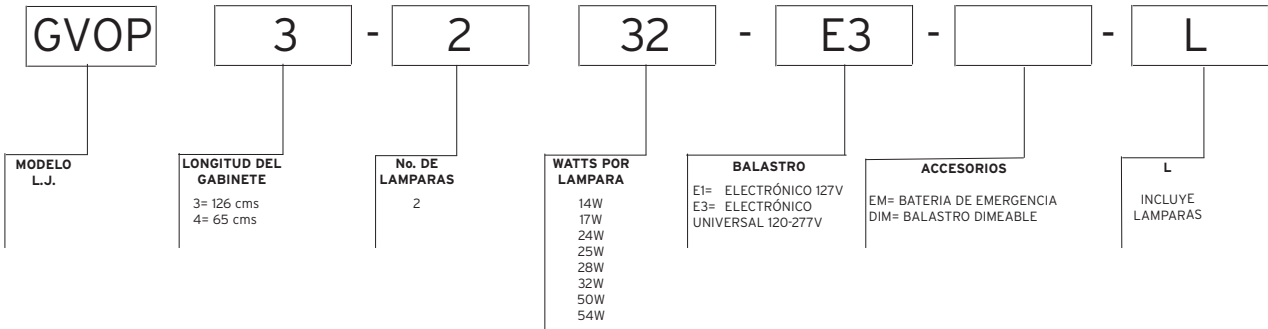 GVOP 3 - 2 32 - E3 - - L
MODELO
L.J.
LONGITUD DEL
GABINETE
3= 126 cms
4= 65 cms
No. DE
LAMPARAS
2
WATTS POR
LAMPARA
14W
17W
24W
25W
28W
32W
50W
54W
BALASTRO
E1= ELECTRÓNICO 127V
E3= ELECTRÓNICO
UNIVERSAL 120-277V
ACCESORIOS
EM= BATERIA DE EMERGENCIA
DIM= BALASTRO DIMEABLE
L
INCLUYE
LAMPARAS